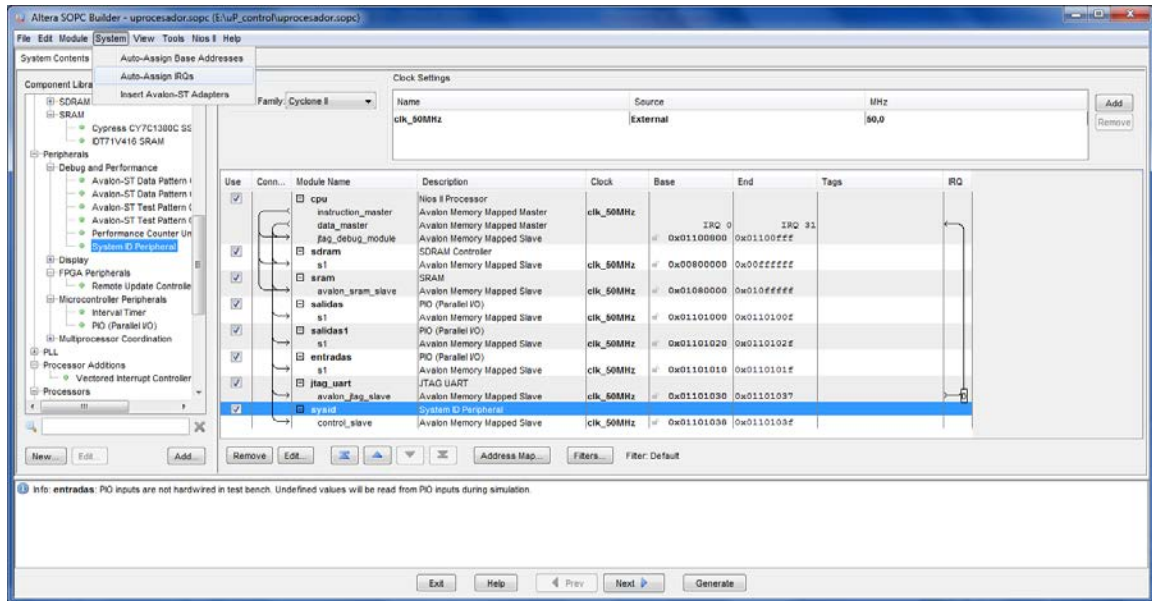 Altera SOPC Builder - uprocesador.sopc (E:\uP_control\uprocesador.sopc)
File Edit Module System View Tools Nios II Help
System Contents
Auto-Assign Base Addresses
Auto-Assign IRQs
Insert Avalon-ST Adapters
Component Libra
SDRAM
SRAM
Cypress CY7C1380C SS
IDT71V416 SRAM
Peripherals
Debug and Performance
Avalon-ST Data Pattern
Avalon-ST Data Pattern
Avalon-ST Test Pattern
Avalon-ST Test Pattern
Performance Counter Un
System ID Peripheral
Display
FPGA Peripherals
Remote Update Controlle
Microcontroller Peripherals
Interval Timer
PIO (Parallel I/O)
Multiprocessor Coordination
PLL
Processor Additions
Vectored Interrupt Controller
Processors
New... Edit... Add...
Family: Cyclone II
Clock Settings
Name Source MHz
clk_50MHz External 50,0
Add
Remove
Use Conn... Module Name Description Clock Base End Tags IRQ
cpu Nios II Processor
instruction_master Avalon Memory Mapped Master clk_50MHz
data_master Avalon Memory Mapped Master IRQ 0 IRQ 31
jtag_debug_module Avalon Memory Mapped Slave 0x01100800 0x01100fff
sdram SDRAM Controller
s1 Avalon Memory Mapped Slave clk_50MHz 0x00800000 0x00ffffff
sram SRAM
avalon_sram_slave Avalon Memory Mapped Slave clk_50MHz 0x01080000 0x010fffff
salidas PIO (Parallel I/O)
s1 Avalon Memory Mapped Slave clk_50MHz 0x01101000 0x0110100f
salidas1 PIO (Parallel I/O)
s1 Avalon Memory Mapped Slave clk_50MHz 0x01101020 0x0110102f
entradas PIO (Parallel I/O)
s1 Avalon Memory Mapped Slave clk_50MHz 0x01101010 0x0110101f
jtag_uart JTAG UART
avalon_jtag_slave Avalon Memory Mapped Slave clk_50MHz 0x01101030 0x01101037
sysid System ID Peripheral
control_slave Avalon Memory Mapped Slave clk_50MHz 0x01101038 0x0110103f
Remove Edit... Address Map... Filters... Filter: Default
Info: entradas: PIO inputs are not hardwired in test bench. Undefined values will be read from PIO inputs during simulation.
Exit Help Prev Next Generate